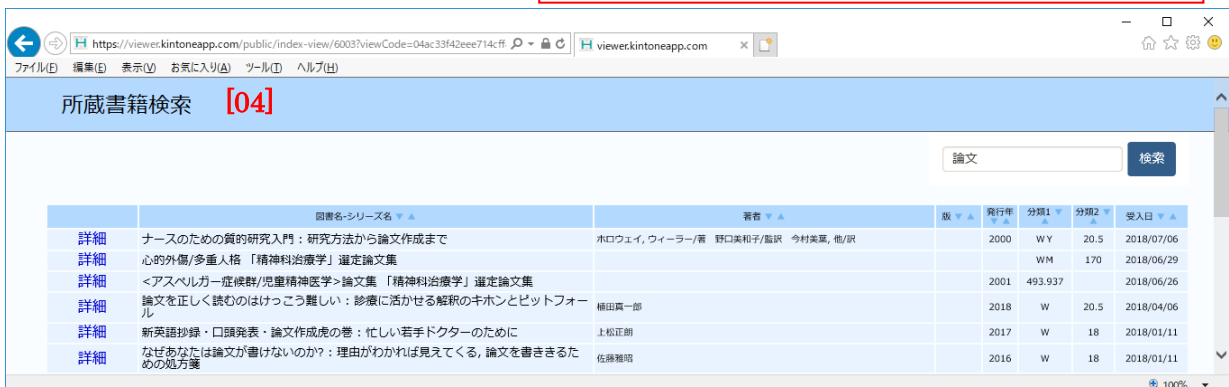 https://viewer.kintoneapp.com/public/index-view/6003?viewCode=04ac33f42eee714cff
viewer.kintoneapp.com
ファイル(F) 編集(E) 表示(V) お気に入り(A) ツール(T) ヘルプ(H)
所蔵書籍検索 [04]
論文 検索
図書名-シリーズ名 ▼ ▲ 著者 ▼ ▲ 版 ▼ ▲ 発行年 ▼ ▲ 分類1 ▼ ▲ 分類2 ▼ ▲ 受入日 ▼ ▲
詳細 ナースのための質的研究入門：研究方法から論文作成まで ホロウェイ, ウィーラー/著 野口美和子/監訳 今村美葉, 他/訳 2000 WY 20.5 2018/07/06
詳細 心的外傷/多重人格 「精神科治療学」選定論文集 WM 170 2018/06/29
詳細 <アスペルガー症候群/児童精神医学>論文集 「精神科治療学」選定論文集 2001 493.937 2018/06/26
詳細 論文を正しく読むのはけっこう難しい：診療に活かせる解釈のキホンとピットフォー
ル 植田真一郎 2018 W 20.5 2018/04/06
詳細 新英語抄録・口頭発表・論文作成虎の巻：忙しい若手ドクターのために 上松正朗 2017 W 18 2018/01/11
詳細 なぜあなたは論文が書けないのか?：理由がわかれば見えてくる, 論文を書ききるた
めの処方箋 佐藤雅昭 2016 W 18 2018/01/11
100%